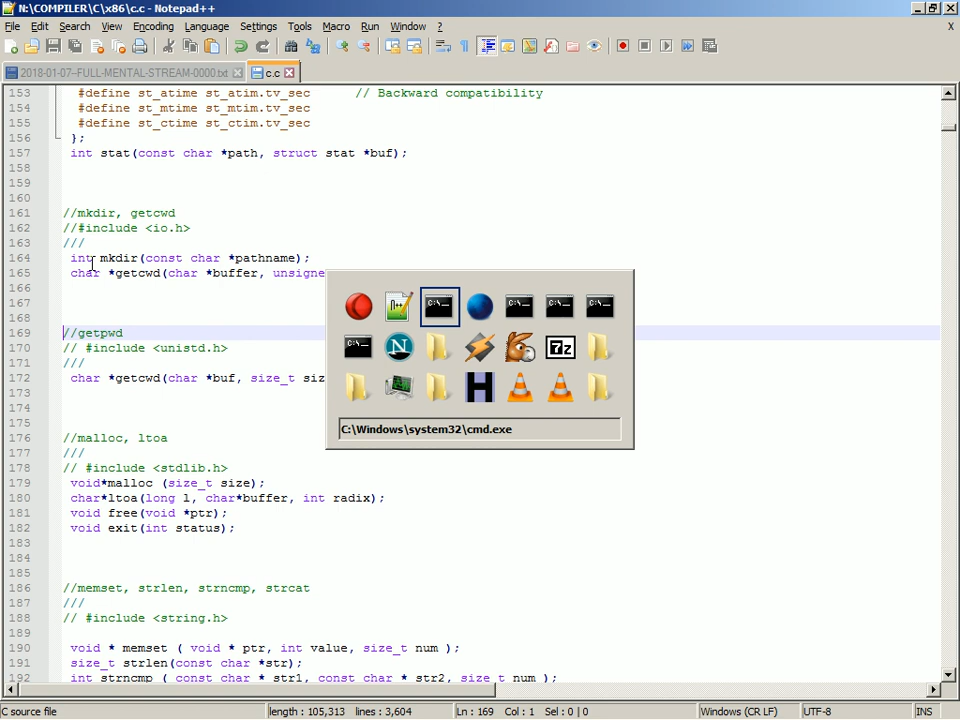 N:\COMPILER\C\x86\c.c - Notepad++
File Edit Search View Encoding Language Settings Tools Macro Run Window ?
X
2018-01-07--FULL-MENTAL-STREAM-0000.txt
c.c
153 #define st_atime st_atim.tv_sec // Backward compatibility
154 #define st_mtime st_mtim.tv_sec
155 #define st_ctime st_ctim.tv_sec
156 };
157 int stat(const char *path, struct stat *buf);
158
159
160
161 //mkdir, getcwd
162 //#include <io.h>
163 ///
164 int mkdir(const char *pathname);
165 char *getcwd(char *buffer, unsigne
166
167
168
169 //getpwd
170 // #include <unistd.h>
171 ///
172 char *getcwd(char *buf, size_t siz
173
174
175
176 //malloc, ltoa
177 ///
178 // #include <stdlib.h>
179 void*malloc (size_t size);
180 char*ltoa(long l, char*buffer, int radix);
181 void free(void *ptr);
182 void exit(int status);
183
184
185
186 //memset, strlen, strncmp, strcat
187 ///
188 // #include <string.h>
189
190 void * memset ( void * ptr, int value, size_t num );
191 size_t strlen(const char *str);
192 int strncmp ( const char * str1, const char * str2, size_t num );
C:\_
N++
C:\_
C:\_
C:\_
C:\_
C:\_
N
7z
H
C:\Windows\system32\cmd.exe
C source file
length : 105,313 lines : 3,604
Ln : 169 Col : 1 Sel : 0 | 0
Windows (CR LF)
UTF-8
INS